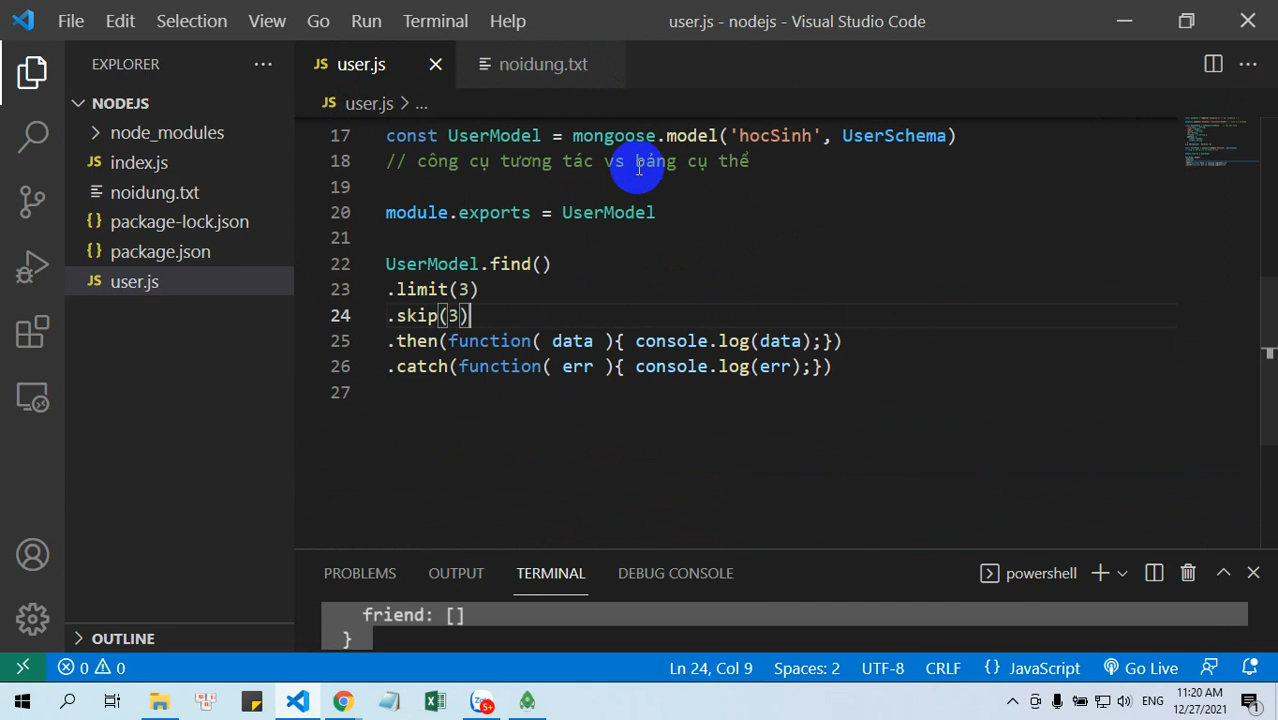 File Edit Selection View Go Run Terminal Help user.js - nodejs - Visual Studio Code
EXPLORER
user.js
noidung.txt
NODEJS
node_modules
index.js
noidung.txt
package-lock.json
package.json
user.js
OUTLINE
user.js > ...
17 const UserModel = mongoose.model('hocSinh', UserSchema)
18 // công cụ tương tác vs bảng cụ thể
19
20 module.exports = UserModel
21
22 UserModel.find()
23 .limit(3)
24 .skip(3)
25 .then(function( data ){ console.log(data);})
26 .catch(function( err ){ console.log(err);})
27
PROBLEMS OUTPUT TERMINAL DEBUG CONSOLE powershell
friend: []
}
0 0 Ln 24, Col 9 Spaces: 2 UTF-8 CRLF {} JavaScript Go Live
5+ ENG 11:20 AM
12/27/2021 1